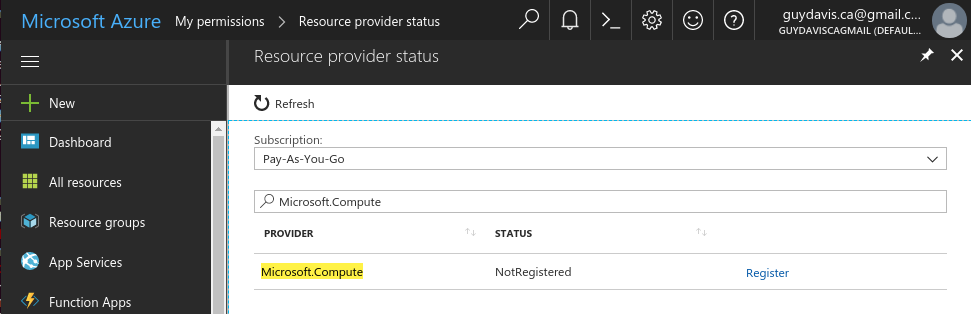 Microsoft Azure My permissions > Resource provider status
guydavis.ca@gmail.c...
GUYDAVISCAGMAIL (DEFAUL...
Resource provider status
New
Refresh
Dashboard
All resources
Resource groups
App Services
Function Apps
Subscription:
Pay-As-You-Go
Microsoft.Compute
PROVIDER STATUS
Microsoft.Compute NotRegistered Register